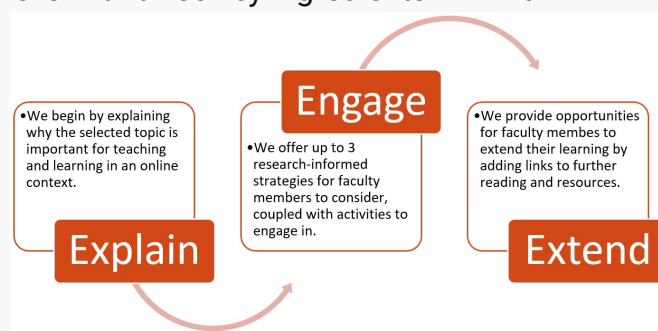 •We begin by explaining
why the selected topic is
important for teaching
and learning in an online
context.
Explain
Engage
•We offer up to 3
research-informed
strategies for faculty
members to consider,
coupled with activities to
engage in.
•We provide opportunities
for faculty membes to
extend their learning by
adding links to further
reading and resources.
Extend